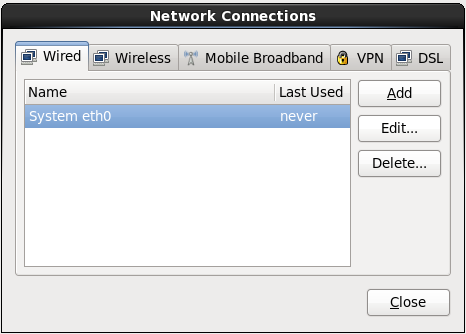 Network Connections
Wired Wireless Mobile Broadband VPN DSL
Name Last Used Add
System eth0 never
Edit...
Delete...
Close